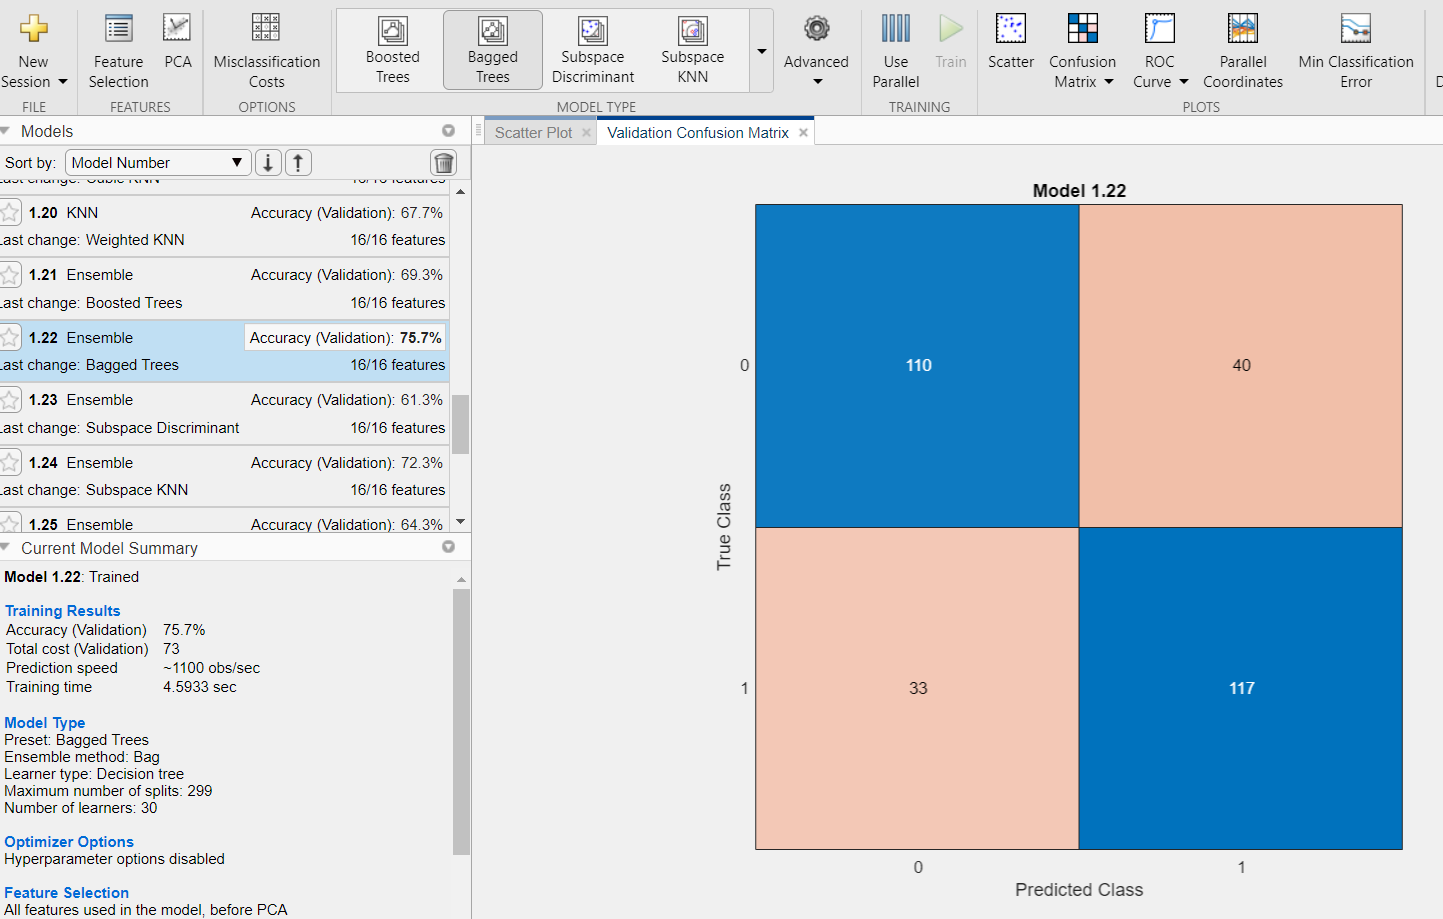 New Session
Feature Selection
PCA
Misclassification Costs
Boosted Trees
Bagged Trees
Subspace Discriminant
Subspace KNN
Advanced
Use Parallel
Train
Scatter
Confusion Matrix
ROC Curve
Parallel Coordinates
Min Classification Error
D
FILE
FEATURES
OPTIONS
MODEL TYPE
TRAINING
PLOTS
Models
Sort by: Model Number
1.20 KNN Accuracy (Validation): 67.7%
Last change: Weighted KNN 16/16 features
1.21 Ensemble Accuracy (Validation): 69.3%
Last change: Boosted Trees 16/16 features
1.22 Ensemble Accuracy (Validation): 75.7%
Last change: Bagged Trees 16/16 features
1.23 Ensemble Accuracy (Validation): 61.3%
Last change: Subspace Discriminant 16/16 features
1.24 Ensemble Accuracy (Validation): 72.3%
Last change: Subspace KNN 16/16 features
1.25 Ensemble Accuracy (Validation): 64.3%
Current Model Summary
Model 1.22: Trained
Training Results
Accuracy (Validation) 75.7%
Total cost (Validation) 73
Prediction speed ~1100 obs/sec
Training time 4.5933 sec
Model Type
Preset: Bagged Trees
Ensemble method: Bag
Learner type: Decision tree
Maximum number of splits: 299
Number of learners: 30
Optimizer Options
Hyperparameter options disabled
Feature Selection
All features used in the model, before PCA
Scatter Plot
Validation Confusion Matrix
Model 1.22
0
110
40
True Class
1
33
117
0
1
Predicted Class